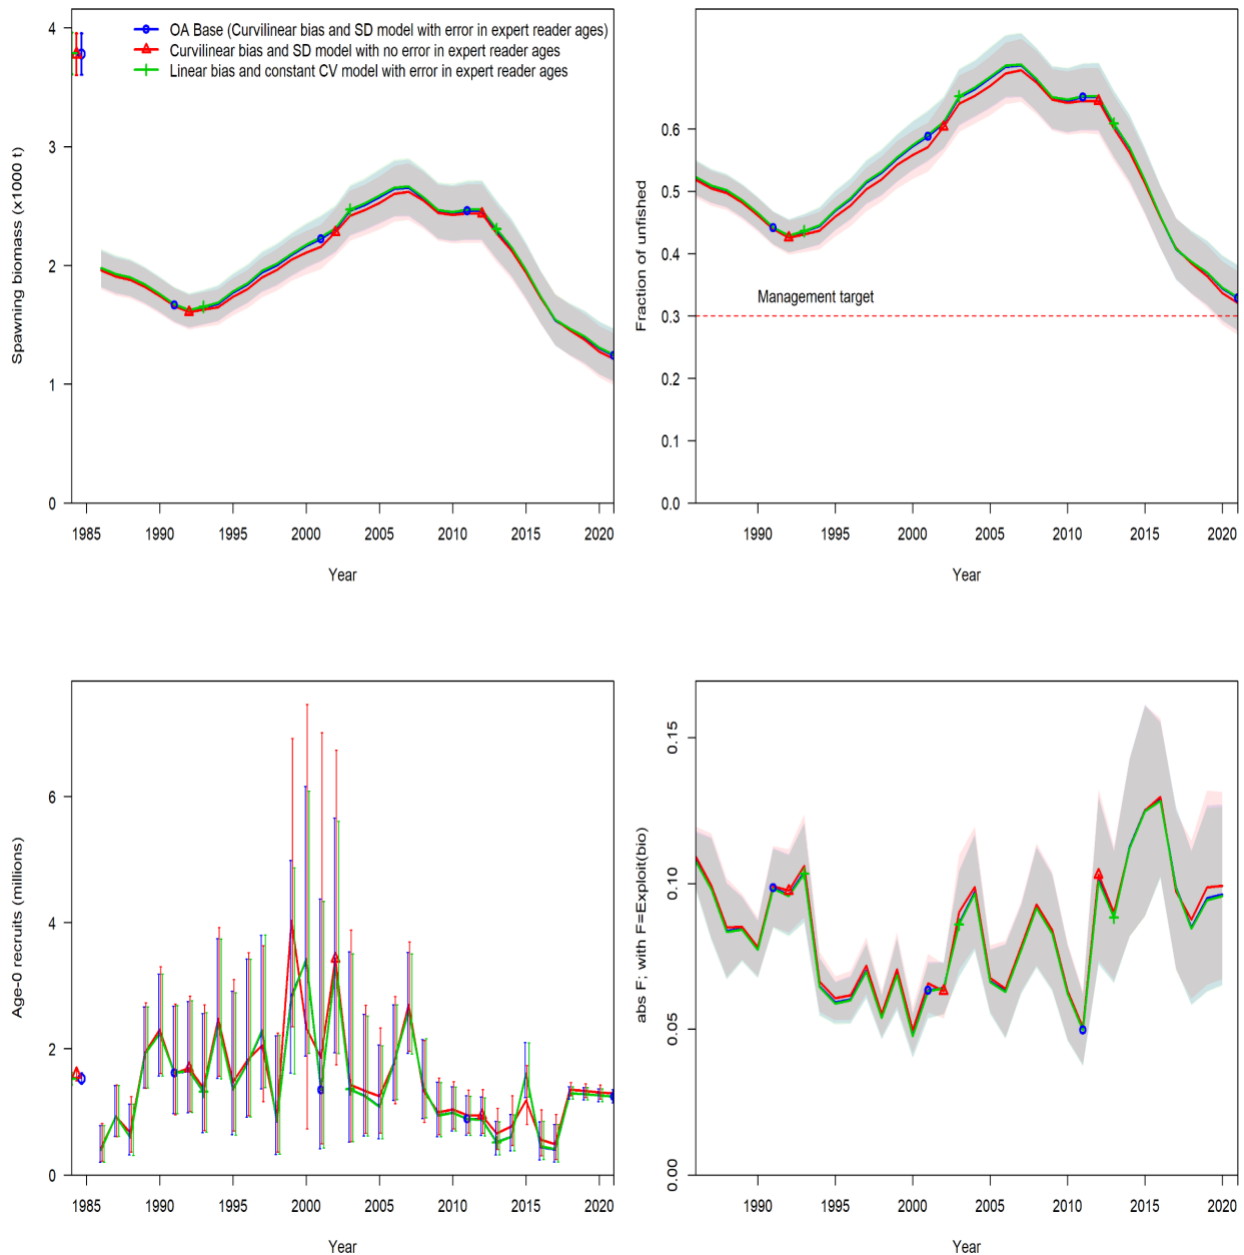 OA Base (Curvilinear bias and SD model with error in expert reader ages)
Curvilinear bias and SD model with no error in expert reader ages
Linear bias and constant CV model with error in expert reader ages
Spawning biomass (x1000 t)
4
3
2
1
0
1985 1990 1995 2000 2005 2010 2015 2020
Year
Fraction of unfished
0.6
0.5
0.4
0.3
0.2
0.1
0.0
Management target
1990 1995 2000 2005 2010 2015 2020
Year
Age-0 recruits (millions)
6
4
2
0
1985 1990 1995 2000 2005 2010 2015 2020
Year
abs F; with F=Exploit(bio)
0.15
0.10
0.05
0.00
1990 1995 2000 2005 2010 2015 2020
Year